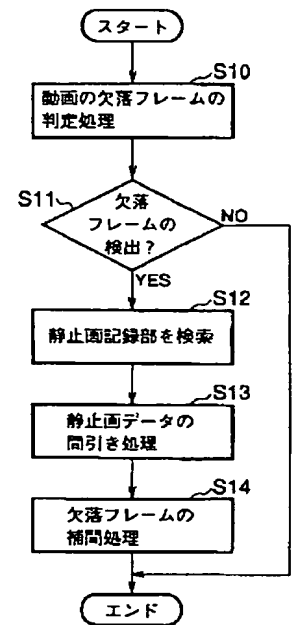 スタート
S10
動画の欠落フレームの
判定処理
S11
欠落
フレームの
検出？
NO
YES
S12
静止画記録部を検索
S13
静止画データの
間引き処理
S14
欠落フレームの
補間処理
エンド